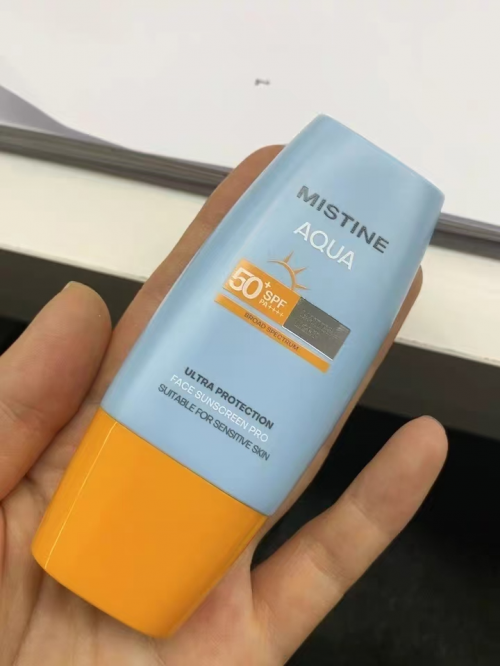 MISTINE
AQUA
50+
SPF
PA++++
BROAD SPECTRUM
ULTRA PROTECTION
FACE SUNSCREEN PRO
SUITABLE FOR SENSITIVE SKIN